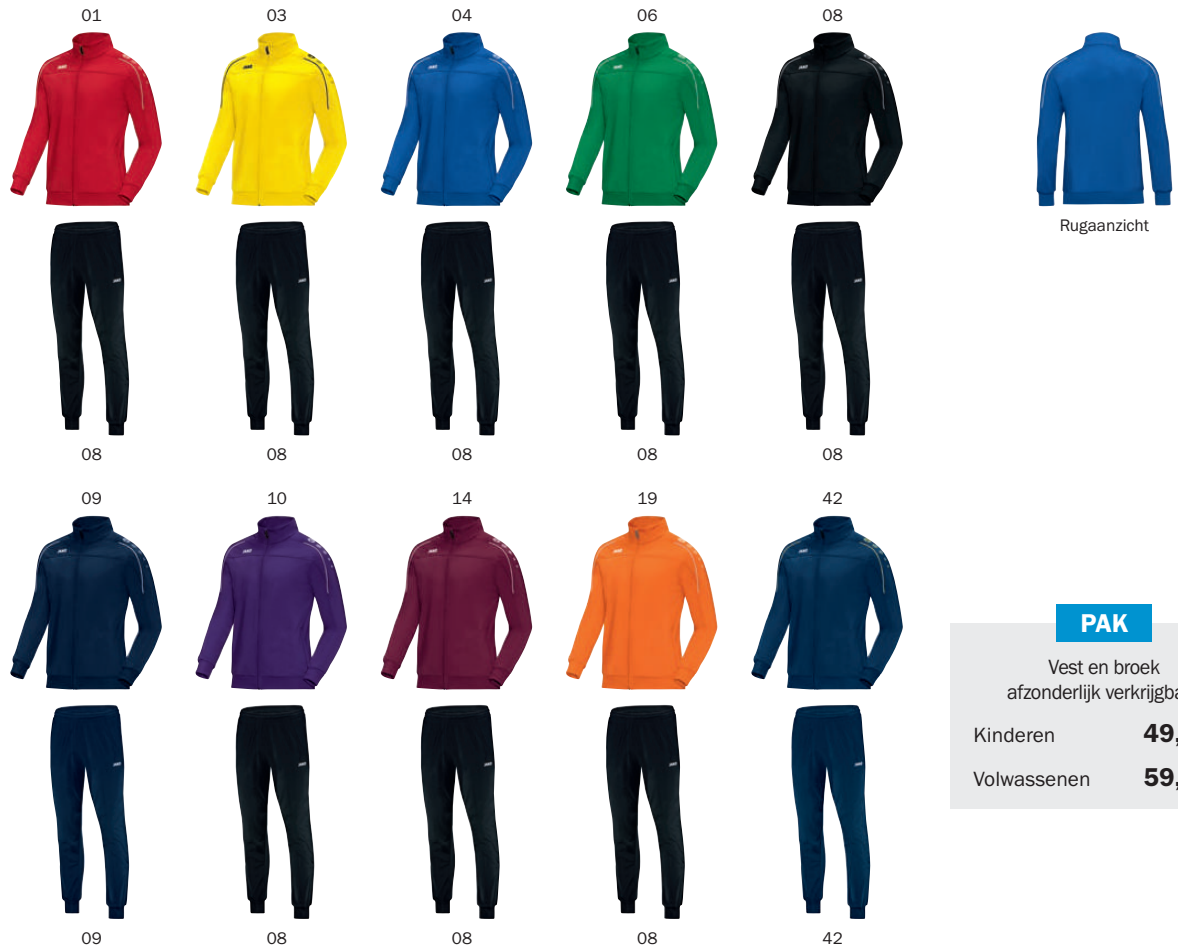 01 03 04 06 08
Rugaanzicht
08 08 08 08 08
09 10 14 19 42
PAK
Vest en broek
afzonderlijk
Kinderen 49,
Volwassenen 59,
09 08 08 08 42